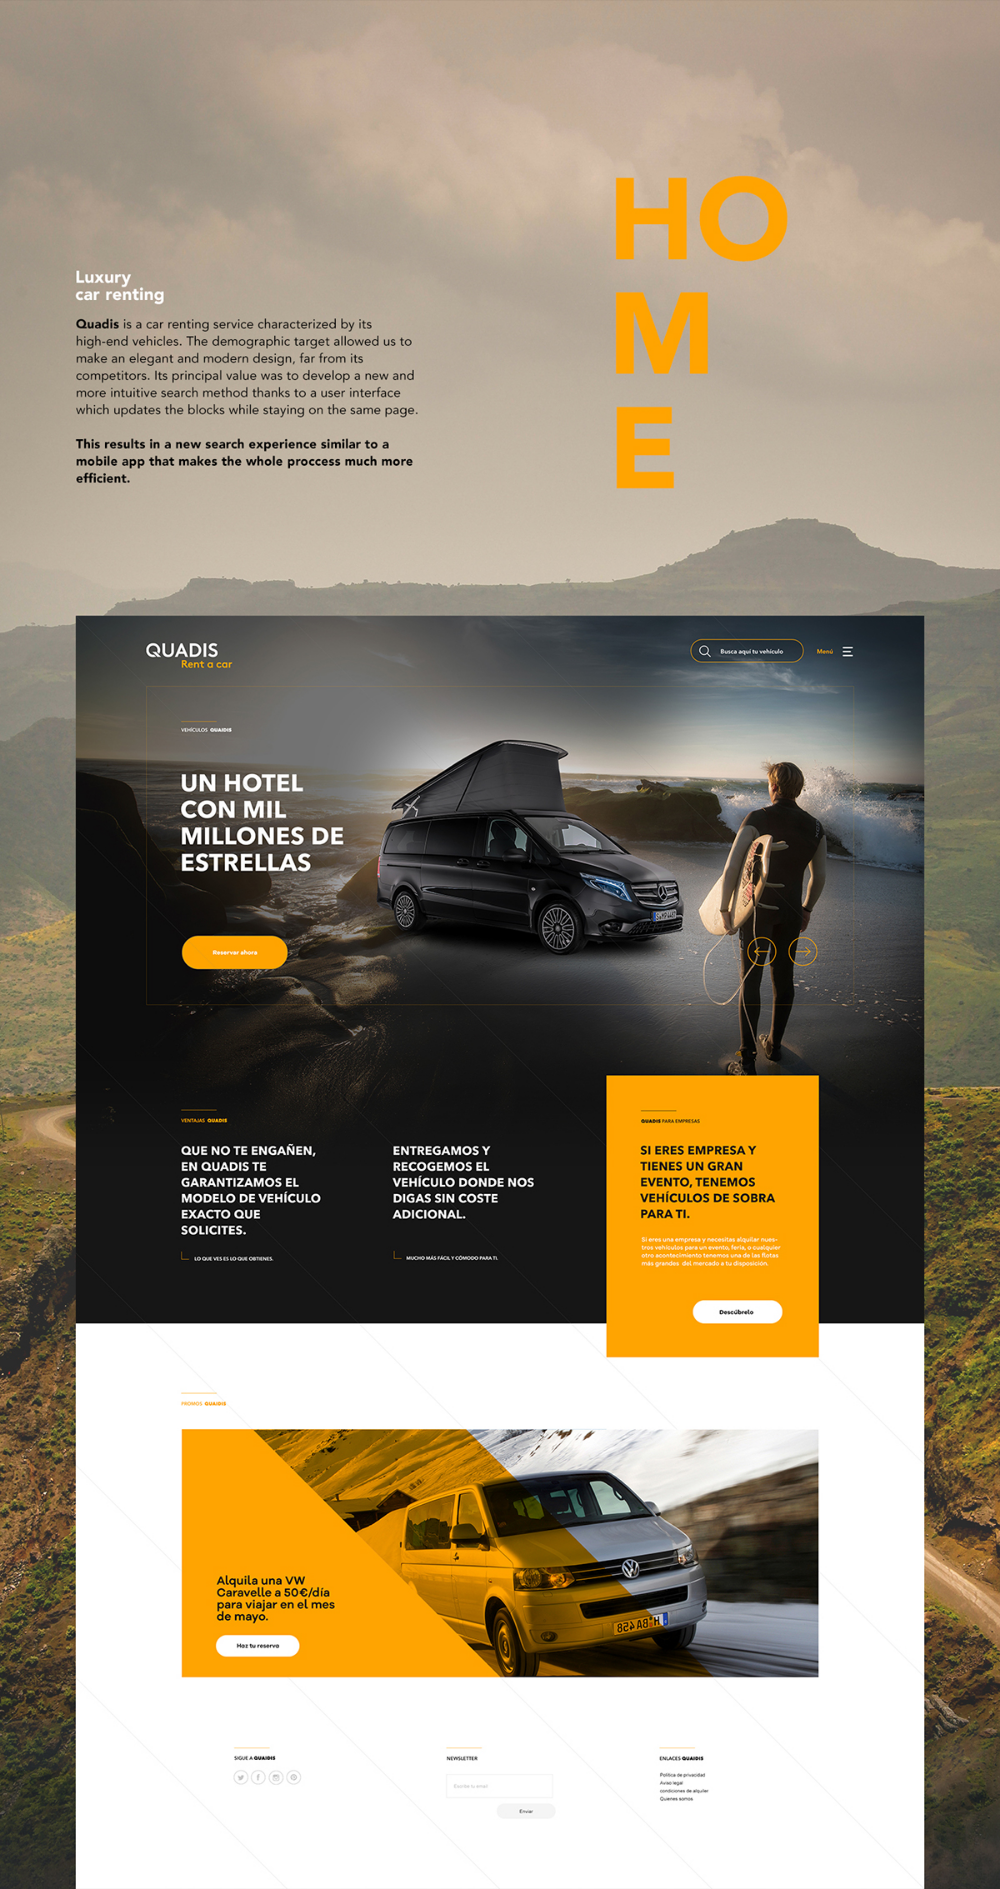 HO
M
E
Luxury
car renting
Quadis is a car renting service characterized by its
high-end vehicles. The demographic target allowed us to
make an elegant and modern design, far from its
competitors. Its principal value was to develop a new and
more intuitive search method thanks to a user interface
which updates the blocks while staying on the same page.
This results in a new search experience similar to a
mobile app that makes the whole proccess much more
efficient.
QUADIS
Rent a car
Busca aquí tu vehículo
Menú
VEHÍCULOS QUAIDIS
UN HOTEL
CON MIL
MILLONES DE
ESTRELLAS
Reservar ahora
VENTAJAS QUADIS
QUE NO TE ENGAÑEN,
EN QUADIS TE
GARANTIZAMOS EL
MODELO DE VEHÍCULO
EXACTO QUE
SOLICITES.
LO QUE VES ES LO QUE OBTIENES.
ENTREGAMOS Y
RECOGEMOS EL
VEHÍCULO DONDE NOS
DIGAS SIN COSTE
ADICIONAL.
MUCHO MÁS FÁCIL Y CÓMODO PARA TI.
QUADIS PARA EMPRESAS
SI ERES EMPRESA Y
TIENES UN GRAN
EVENTO, TENEMOS
VEHÍCULOS DE SOBRA
PARA TI.
Si eres una empresa y necesitas alquilar nues-
tros vehículos para un evento, feria, o cualquier
otro acontecimiento tenemos una de las flotas
más grandes del mercado a tu disposición.
Descúbrelo
PROMOS QUAIDIS
Alquila una VW
Caravelle a 50€/día
para viajar en el mes
de mayo.
Haz tu reserva
SIGUE A QUAIDIS
NEWSLETTER
Escribe tu email
Enviar
ENLACES QUAIDIS
Política de privacidad
Aviso legal
condiciones de alquiler
Quienes somos